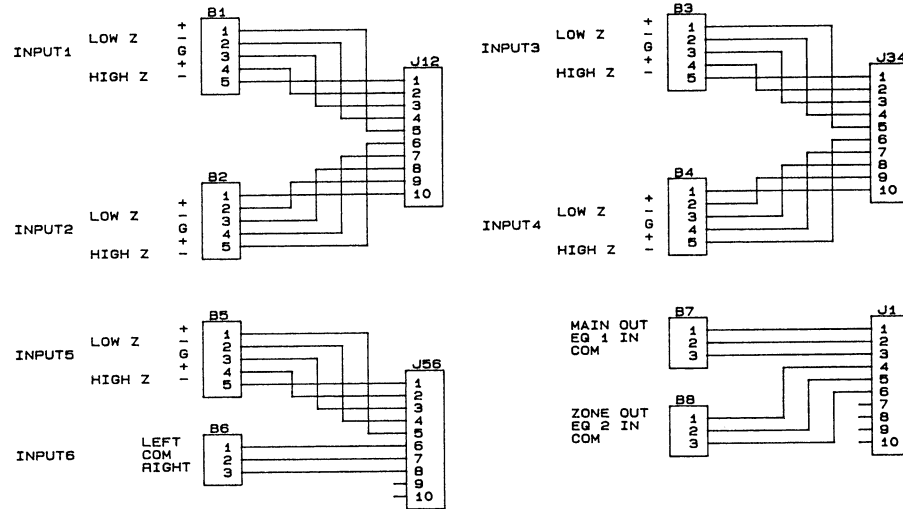 B1
INPUT1
LOW Z
HIGH Z
+
-
G
+
-
1
2
3
4
5
J12
1
2
3
4
5
6
7
8
9
10
B2
INPUT2
LOW Z
HIGH Z
+
-
G
+
-
1
2
3
4
5
B3
INPUT3
LOW Z
HIGH Z
+
-
G
+
-
1
2
3
4
5
J34
1
2
3
4
5
6
7
8
9
10
B4
INPUT4
LOW Z
HIGH Z
+
-
G
+
-
1
2
3
4
5
B5
INPUT5
LOW Z
HIGH Z
+
-
G
+
-
1
2
3
4
5
J56
1
2
3
4
5
6
7
8
9
10
B6
INPUT6
LEFT
COM
RIGHT
1
2
3
B7
MAIN OUT
EQ 1 IN
COM
1
2
3
J1
1
2
3
4
5
6
7
8
9
10
B8
ZONE OUT
EQ 2 IN
COM
1
2
3